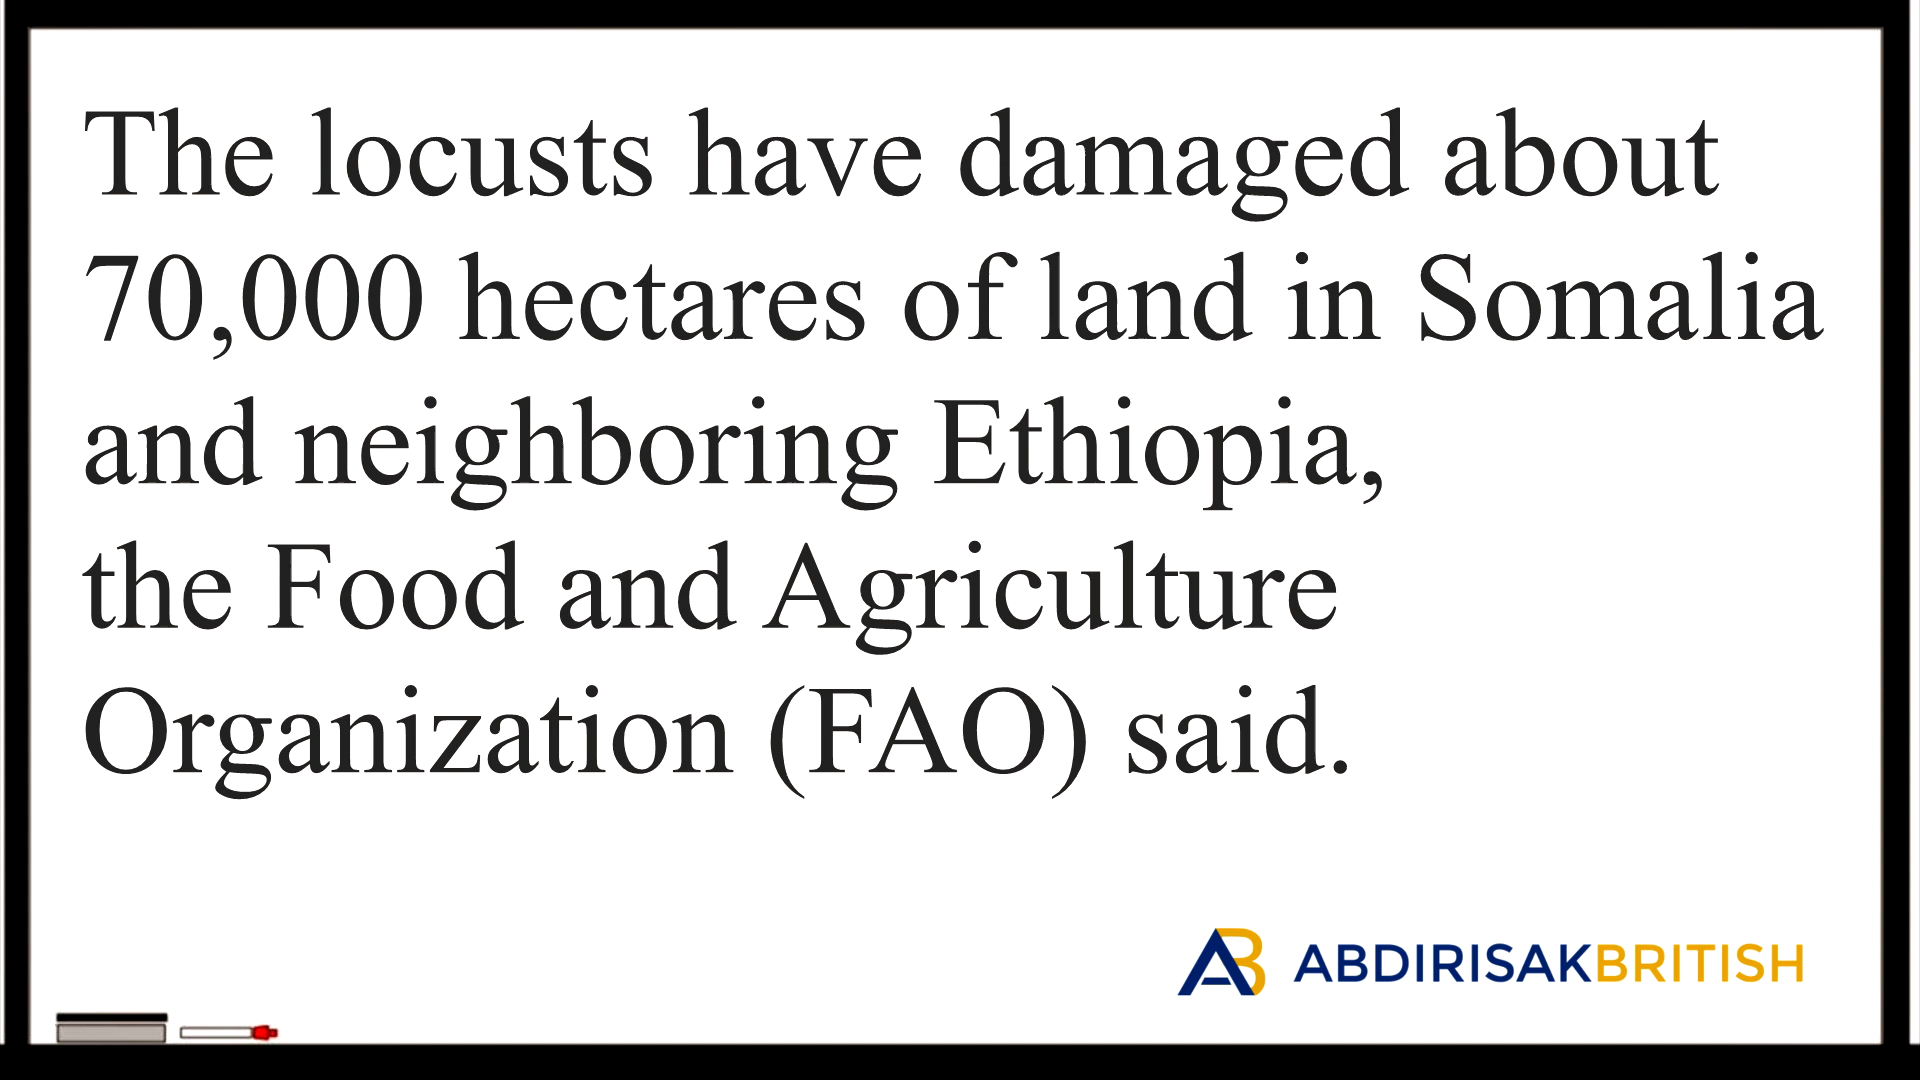 The locusts have damaged about
70,000 hectares of land in Somalia
and neighboring Ethiopia,
the Food and Agriculture
Organization (FAO) said.
AB ABDIRISAKBRITISH